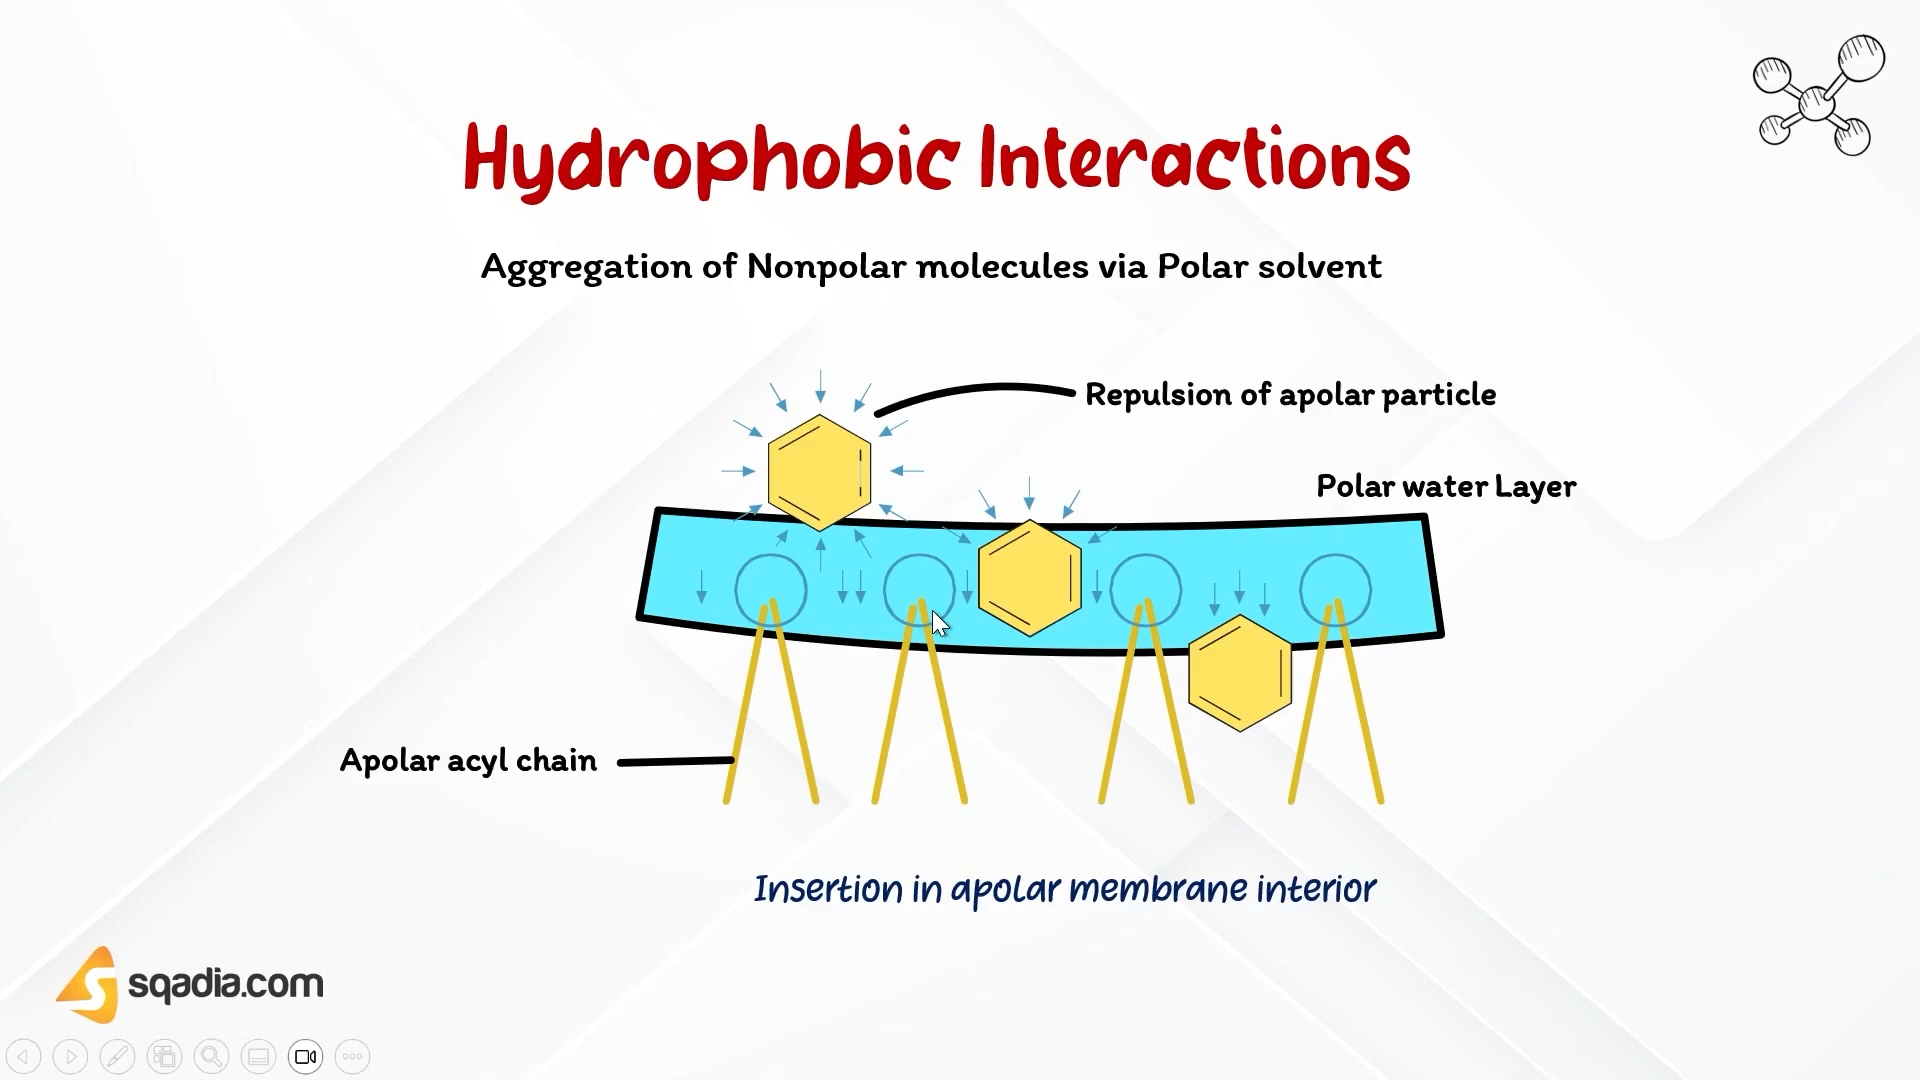 Hydrophobic Interactions
Aggregation of Nonpolar molecules via Polar solvent
Repulsion of apolar particle
Polar water Layer
Apolar acyl chain
Insertion in apolar membrane interior
sqadia.com